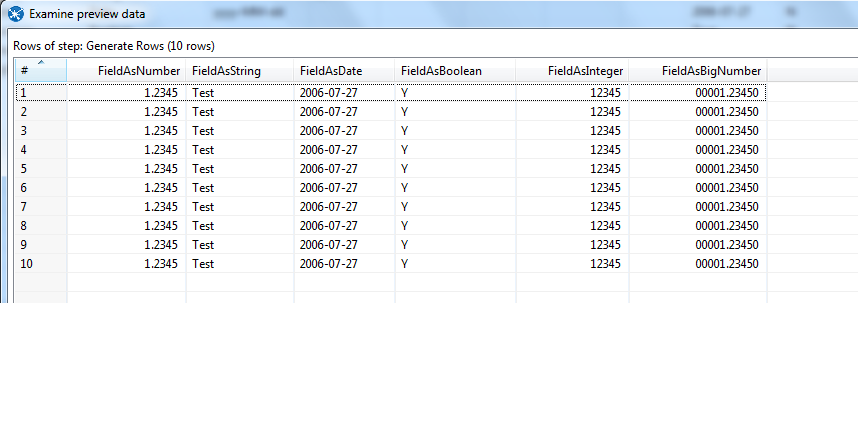 Examine preview data
Rows of step: Generate Rows (10 rows)
# FieldAsNumber FieldAsString FieldAsDate FieldAsBoolean FieldAsInteger FieldAsBigNumber
1 1.2345 Test 2006-07-27 Y 12345 00001.23450
2 1.2345 Test 2006-07-27 Y 12345 00001.23450
3 1.2345 Test 2006-07-27 Y 12345 00001.23450
4 1.2345 Test 2006-07-27 Y 12345 00001.23450
5 1.2345 Test 2006-07-27 Y 12345 00001.23450
6 1.2345 Test 2006-07-27 Y 12345 00001.23450
7 1.2345 Test 2006-07-27 Y 12345 00001.23450
8 1.2345 Test 2006-07-27 Y 12345 00001.23450
9 1.2345 Test 2006-07-27 Y 12345 00001.23450
10 1.2345 Test 2006-07-27 Y 12345 00001.23450